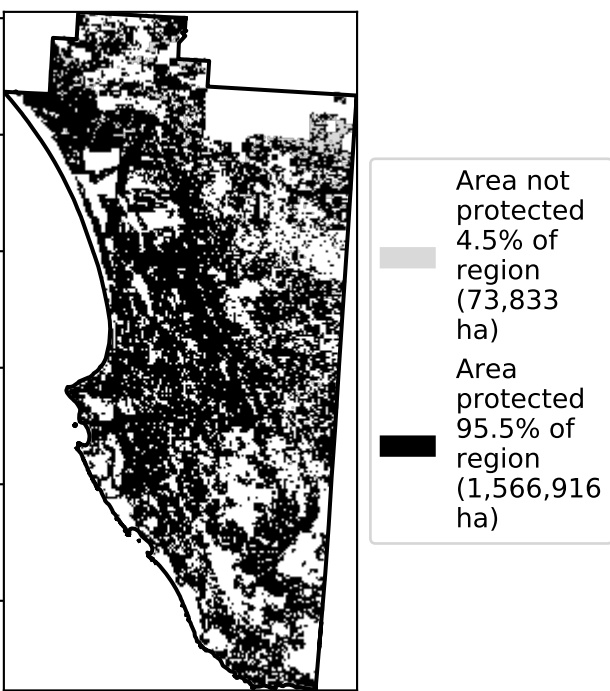 Area not
protected
4.5% of
region
(73,833
ha)
Area
protected
95.5% of
region
(1,566,916
ha)